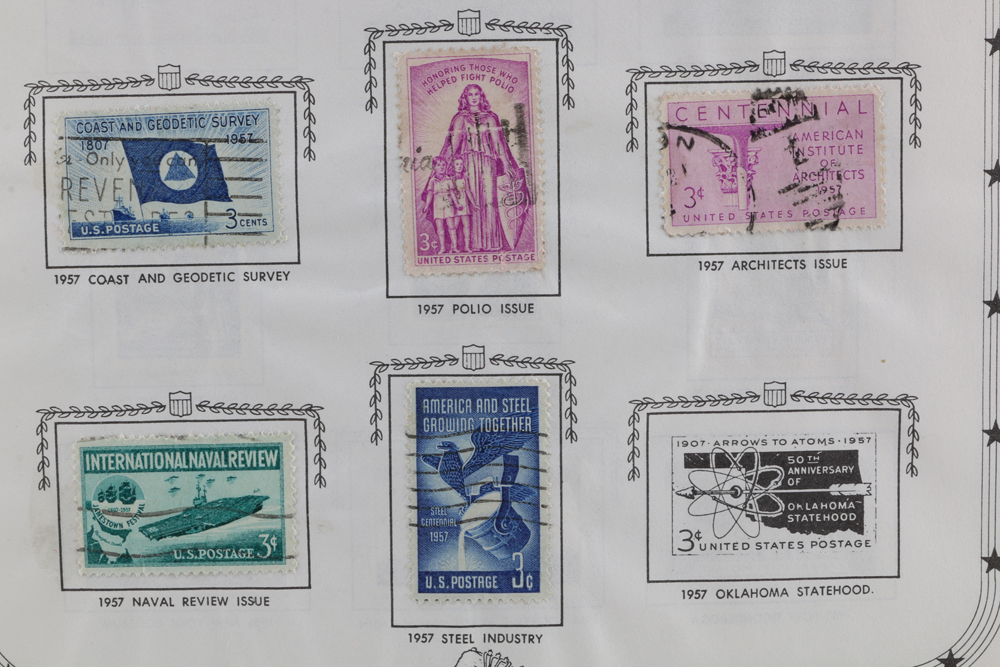 COAST AND GEODETIC SURVEY
1807 1957
Only you can
REVEN
3 CENTS
U.S. POSTAGE
1957 COAST AND GEODETIC SURVEY
HONORING THOSE WHO
HELPED FIGHT POLIO
3¢
UNITED STATES POSTAGE
1957 POLIO ISSUE
CENTENNIAL
AMERICAN
INSTITUTE
OF
ARCHITECTS
1957
3¢
UNITED STATES POSTAGE
1957 ARCHITECTS ISSUE
INTERNATIONAL NAVAL REVIEW
1607-1957
JAMESTOWN FESTIVAL
U.S. POSTAGE 3¢
1957 NAVAL REVIEW ISSUE
AMERICA AND STEEL
GROWING TOGETHER
STEEL
CENTENNIAL
1957
U.S. POSTAGE 3¢
1957 STEEL INDUSTRY
1907·ARROWS TO ATOMS·1957
50TH
ANNIVERSARY
OF
OKLAHOMA
STATEHOOD
3¢ UNITED STATES POSTAGE
1957 OKLAHOMA STATEHOOD.